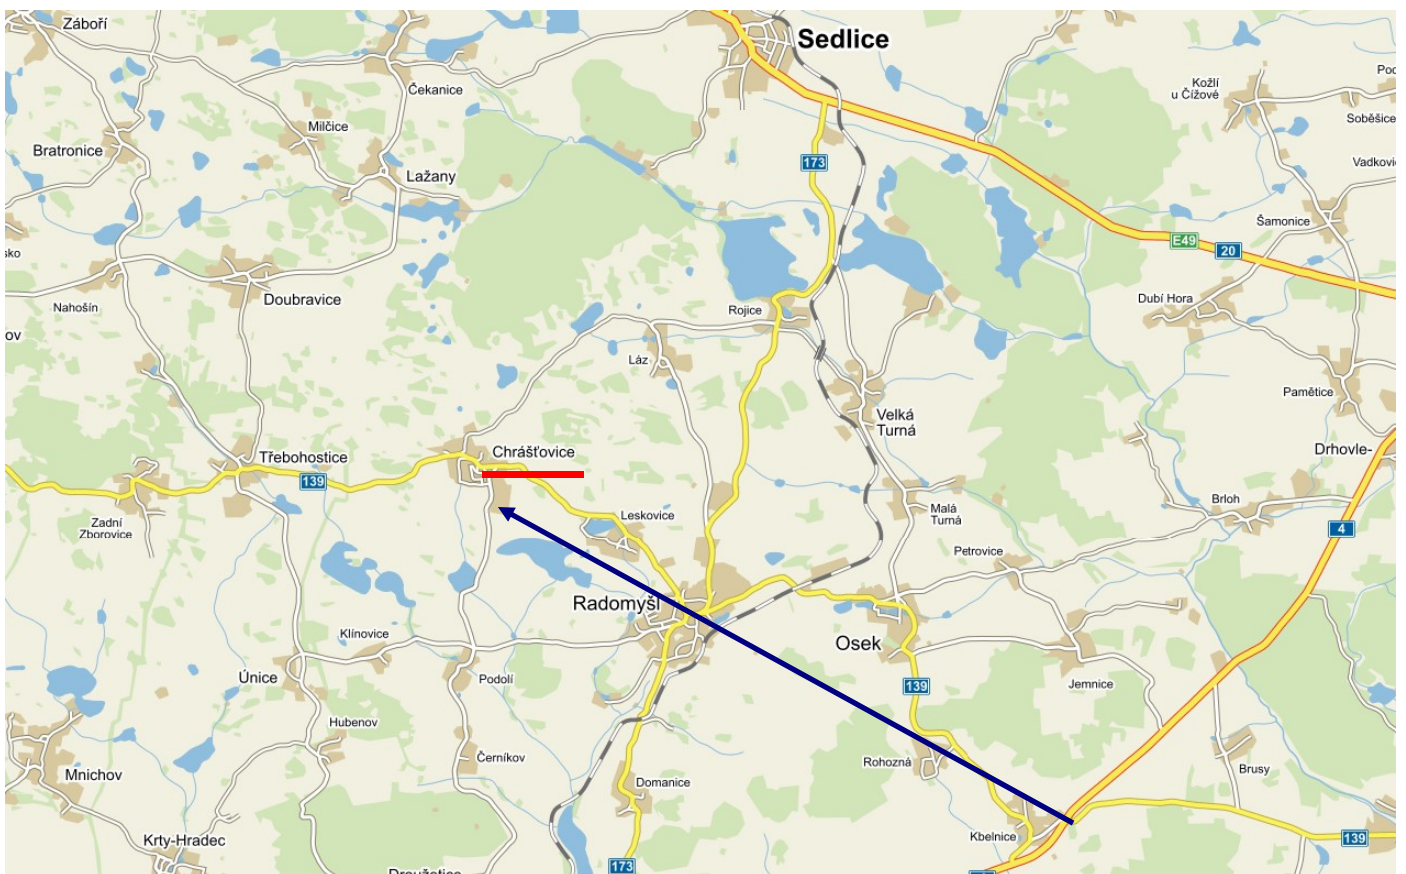 Záboří
Sedlice
Čekanice
Kožlí
u Čížové
Soběšice
Milčice
Bratronice
173
Vadkovi
Lažany
Šamonice
E49
20
sko
Doubravice
Dubí Hora
Nahošín
Rojice
ov
Láz
Pamětice
Velká
Turná
Chrášťovice
Třebohostice
Drhovle-
139
Brloh
Zadní
Zborovice
Leskovice
Malá
Turná
4
Petrovice
Radomyšl
Klínovice
Osek
Únice
Podolí
139
Jemnice
Hubenov
Černíkov
Rohozná
Mnichov
Domanice
Brusy
Krty-Hradec
Kbelnice
139
173